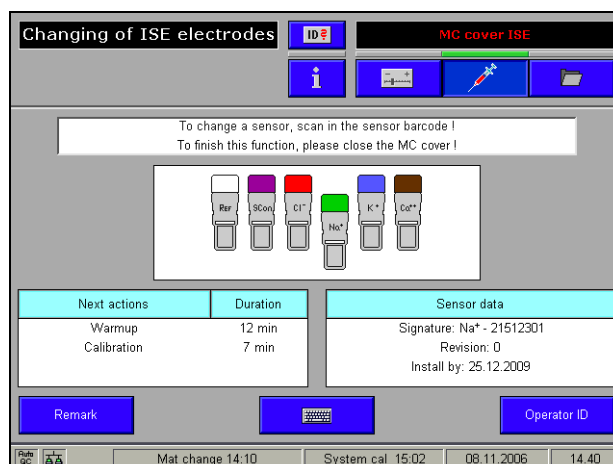 Changing of ISE electrodes
ID?
MC cover ISE
i
To change a sensor, scan in the sensor barcode !
To finish this function, please close the MC cover !
REF SCon Cl⁻ Na⁺ K⁺ Ca⁺⁺
Next actions Duration
Warmup 12 min
Calibration 7 min
Sensor data
Signature: Na⁺ - 21512301
Revision: 0
Install by: 25.12.2009
Remark
Operator ID
Auto QC
Mat change 14:10 System cal 15:02 08.11.2006 14.40